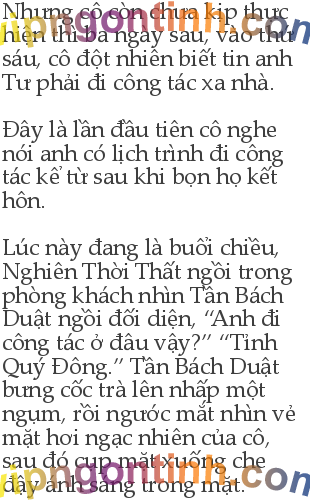 Nhưng cô còn chưa kịp thực
hiện thì ba ngày sau, vào thứ
sáu, cô đột nhiên biết tin anh
Tư phải đi công tác xa nhà.
Đây là lần đầu tiên cô nghe
nói anh có lịch trình đi công
tác kể từ sau khi bọn họ kết
hôn.
Lúc này đang là buổi chiều,
Nghiên Thời Thất ngồi trong
phòng khách nhìn Tần Bách
Duật ngồi đối diện, “Anh đi
công tác ở đâu vậy?” “Tỉnh
Quý Đông.” Tần Bách Duật
bưng cốc trà lên nhấp một
ngụm, rồi ngước mắt nhìn vẻ
mặt hơi ngạc nhiên của cô,
sau đó cụp mắt xuống che
đậy ánh sáng trong mắt.